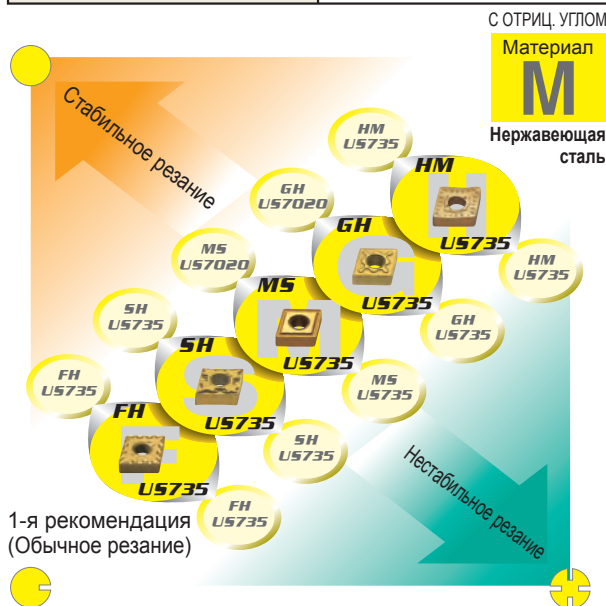 С ОТРИЦ. УГЛОМ
Материал
M
Нержавеющая
сталь
Стабильное резание
HM
US735
HM
US735
GH
US7020
GH
US735
HM
US735
MS
US7020
MS
US735
GH
US735
SH
US735
SH
US735
MS
US735
FH
US735
FH
US735
SH
US735
FH
US735
Нестабильное резание
1-я рекомендация
(Обычное резание)